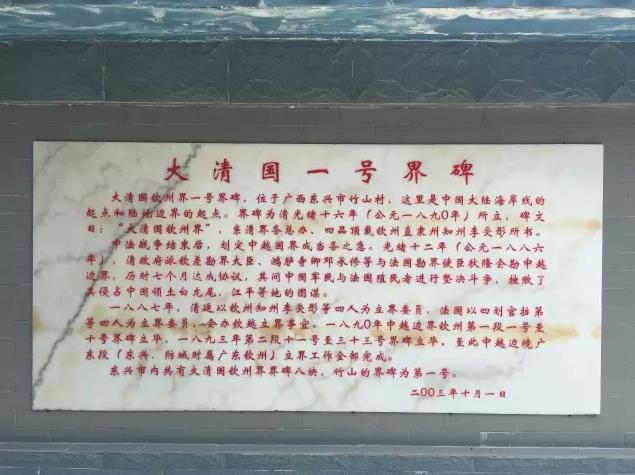 大清国一号界碑
大清国钦州界一号界碑，位于广西东兴市竹山村，这里是中国大陆海岸线的
起点和陆地边界的起点。界碑为清光绪十六年（公元一八九0年）所立，碑文
曰：“大清国钦州界”，系清界务总办、四品顶戴钦州直隶州知州李受彤所书。
中法战争结束后，划定中越国界成当务之急。光绪十二年（公元一八八六
年），清政府派钦差勘界大臣、鸿胪寺卿邓承修等与法国勘界使臣狄隆会勘中越
边界，历时七个月达成协议，其间中国军民与法国殖民者进行坚决斗争，挫败了
其侵占中国领土白龙尾、江平等地的图谋。
一八八七年，清廷以钦州知州李受彤等四人为立界委员，法国以四划官拉第
等四人为立界委员，会办钦越立界事宜。一八九0年中越边界钦州第一段一号至
十号界碑立毕，一八九三年第二段十一号至三十三号界碑立毕，至此中越边境广
东段（东兴、防城时属广东钦州）立界工作全部完成。
东兴市内共有大清国钦州界界碑八块，竹山的界碑为第一号。
二00三年十月一日